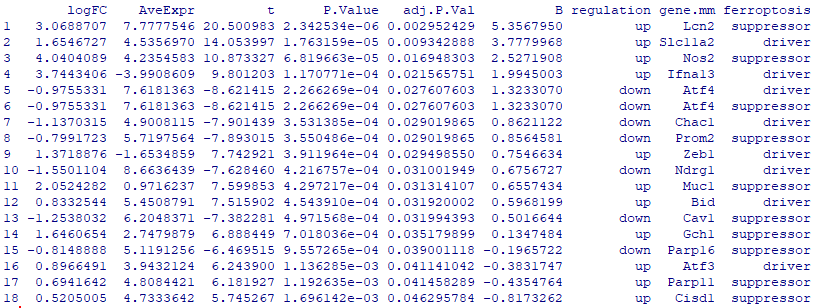 logFC AveExpr t P.Value adj.P.Val B regulation gene.mm ferroptosis
1 3.0688707 7.7777546 20.500983 2.342534e-06 0.002952429 5.3567950 up Lcn2 suppressor
2 1.6546727 4.5356970 14.053997 1.763159e-05 0.009342888 3.7779968 up Slc11a2 driver
3 4.0404089 4.2354583 10.873327 6.819663e-05 0.016948303 2.5271908 up Nos2 suppressor
4 3.7443406 -3.9908609 9.801203 1.170771e-04 0.021565751 1.9945003 up Ifna13 driver
5 -0.9755331 7.6181363 -8.621415 2.266269e-04 0.027607603 1.3233070 down Atf4 driver
6 -0.9755331 7.6181363 -8.621415 2.266269e-04 0.027607603 1.3233070 down Atf4 suppressor
7 -1.1370315 4.9008115 -7.901439 3.531385e-04 0.029019865 0.8621122 down Chac1 driver
8 -0.7991723 5.7197564 -7.893015 3.550486e-04 0.029019865 0.8564581 down Prom2 suppressor
9 1.3718876 -1.6534859 7.742921 3.911964e-04 0.029498550 0.7546634 up Zeb1 driver
10 -1.5501104 8.6636439 -7.628460 4.216757e-04 0.031001949 0.6756727 down Ndrg1 driver
11 2.0524282 0.9716237 7.599853 4.297217e-04 0.031314107 0.6557434 up Muc1 suppressor
12 0.8332544 5.4508791 7.515902 4.543910e-04 0.031920002 0.5968199 up Bid driver
13 -1.2538032 6.2048371 -7.382281 4.971568e-04 0.031994393 0.5016644 down Cav1 suppressor
14 1.6460654 2.7479879 6.888449 7.018036e-04 0.035179899 0.1347484 up Gch1 suppressor
15 -0.8148888 5.1191256 -6.469515 9.557265e-04 0.039001118 -0.1965722 down Parp16 suppressor
16 0.8966491 3.9432124 6.243900 1.136285e-03 0.041141042 -0.3831747 up Atf3 driver
17 0.6941642 4.8084421 6.181927 1.192635e-03 0.041458289 -0.4354764 up Parp11 suppressor
18 0.5205005 4.7333642 5.745267 1.696142e-03 0.046295784 -0.8173262 up Cisd1 suppressor